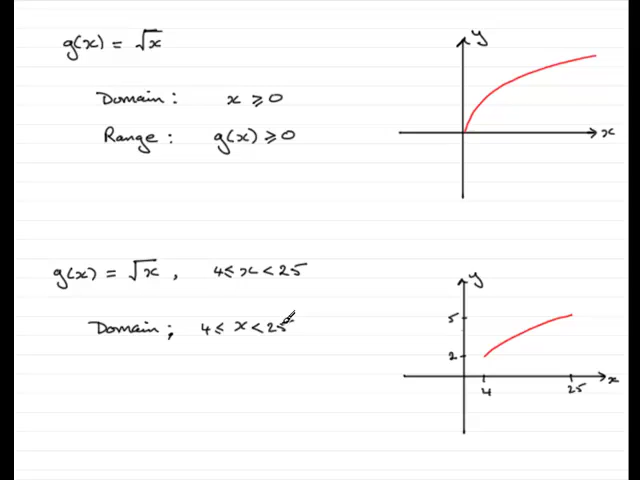 g(x) = √x
Domain : x ⩾ 0
Range : g(x) ⩾ 0
y
x
g(x) = √x , 4 ⩽ x < 25
Domain ; 4 ⩽ x < 25
y
5
2
4
25
x